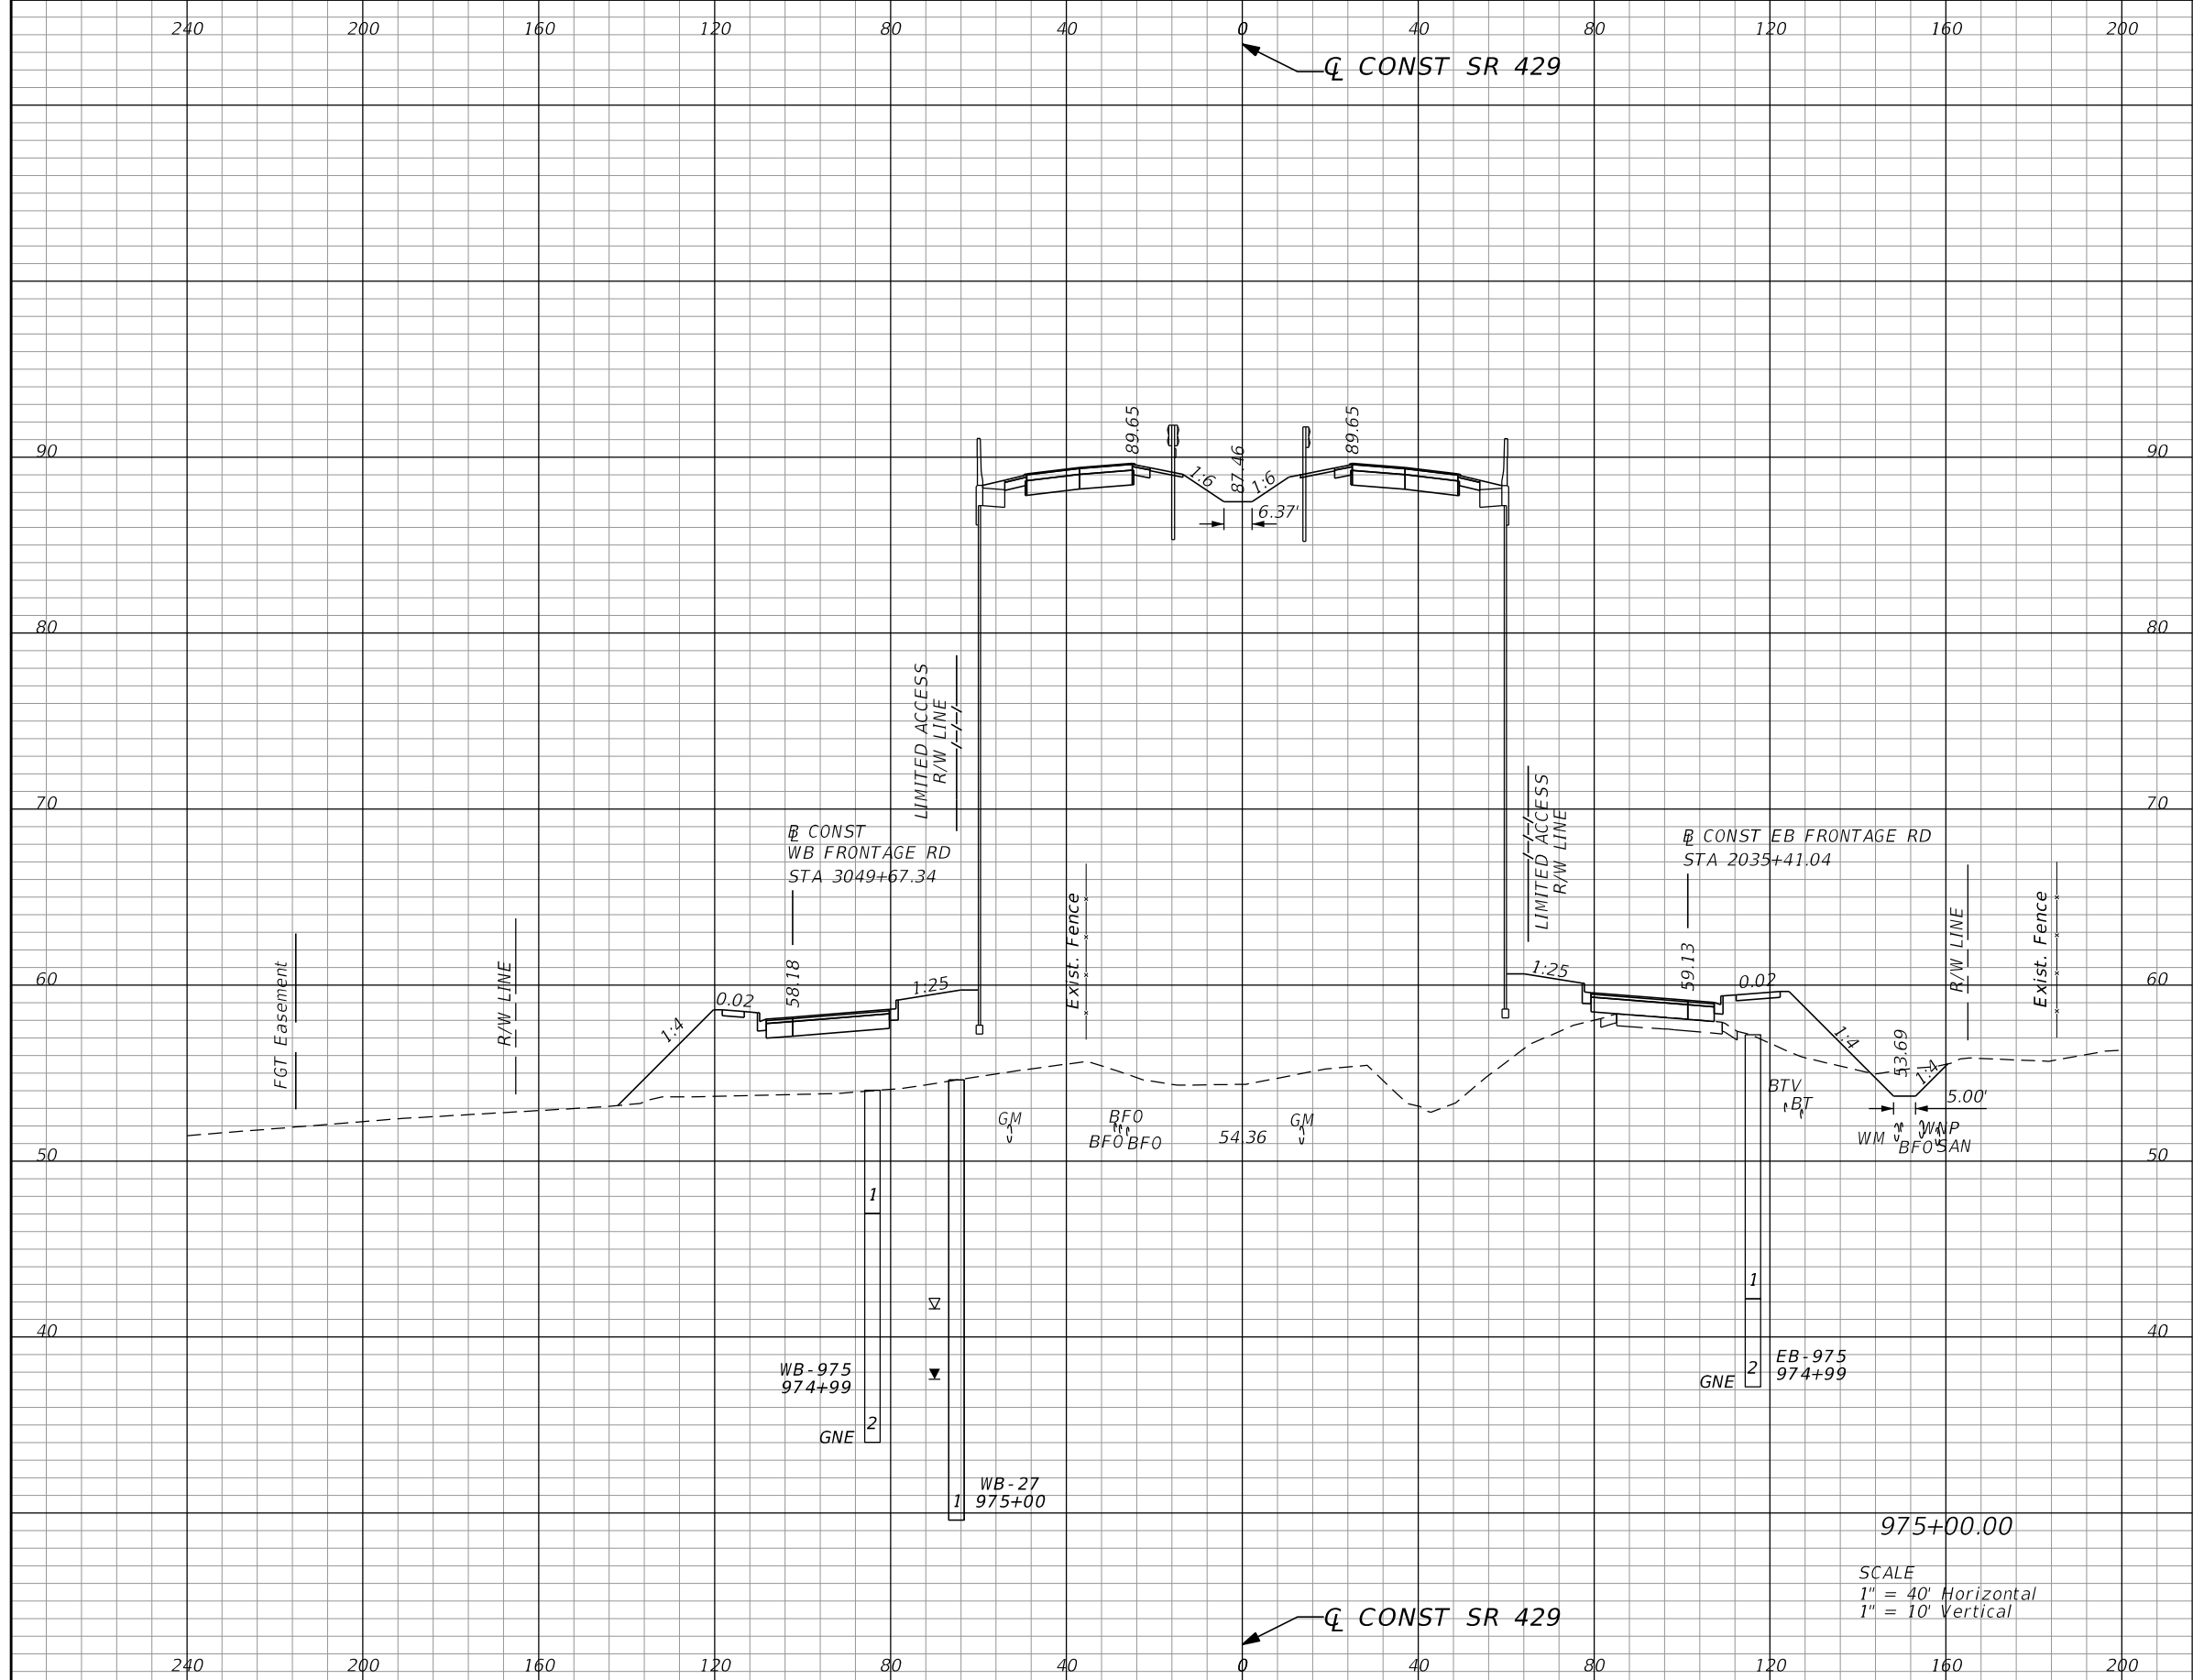 240 200 160 120 80 40 0 40 80 120 160 200
℄ CONST SR 429
89.65
87.46
89.65
90 90
1:6
1:6
6.37'
80 80
LIMITED ACCESS
R/W LINE
LIMITED ACCESS
R/W LINE
70 70
℄ CONST
WB FRONTAGE RD
STA 3049+67.34
℄ CONST EB FRONTAGE RD
STA 2035+41.04
FGT Easement
R/W LINE
58.18
Exist. Fence
59.13
R/W LINE
Exist. Fence
60 60
0.02
1:25
1:25
0.02
1:4
1:4
53.69
1:4
5.00'
BTV
BT
GM
BFO
BFO BFO
54.36
GM
WM
WNP
BFO SAN
50 50
1
1
40 40
WB-975
974+99
2
GNE
EB-975
974+99
2
GNE
WB-27
975+00
1
975+00.00
SCALE
1" = 40' Horizontal
1" = 10' Vertical
℄ CONST SR 429
240 200 160 120 80 40 0 40 80 120 160 200